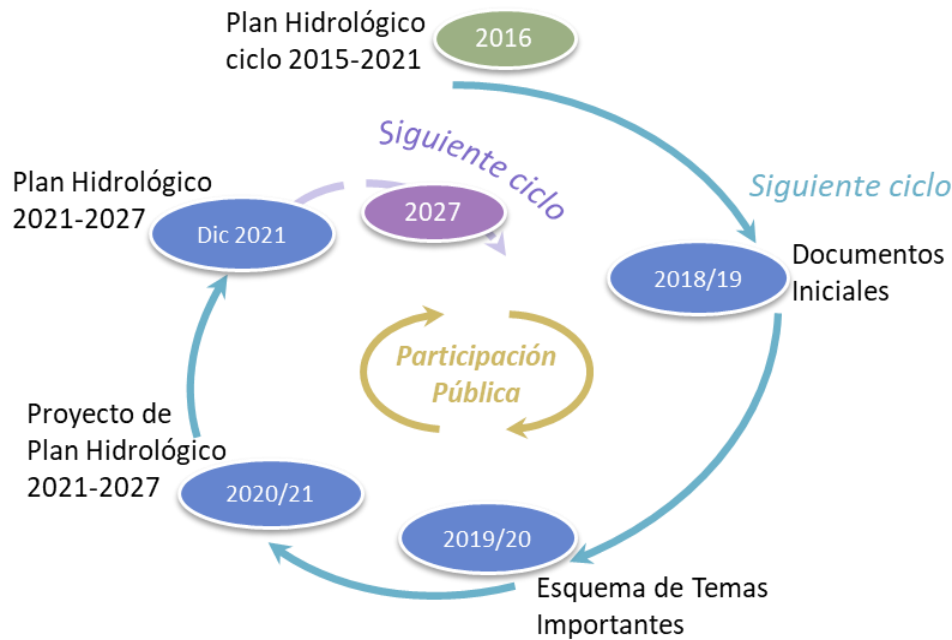 Plan Hidrológico
ciclo 2015-2021
2016
Siguiente ciclo
Siguiente ciclo
Plan Hidrológico
2021-2027
Dic 2021
2027
2018/19
Documentos
Iniciales
Participación
Pública
Proyecto de
Plan Hidrológico
2021-2027
2020/21
2019/20
Esquema de Temas
Importantes